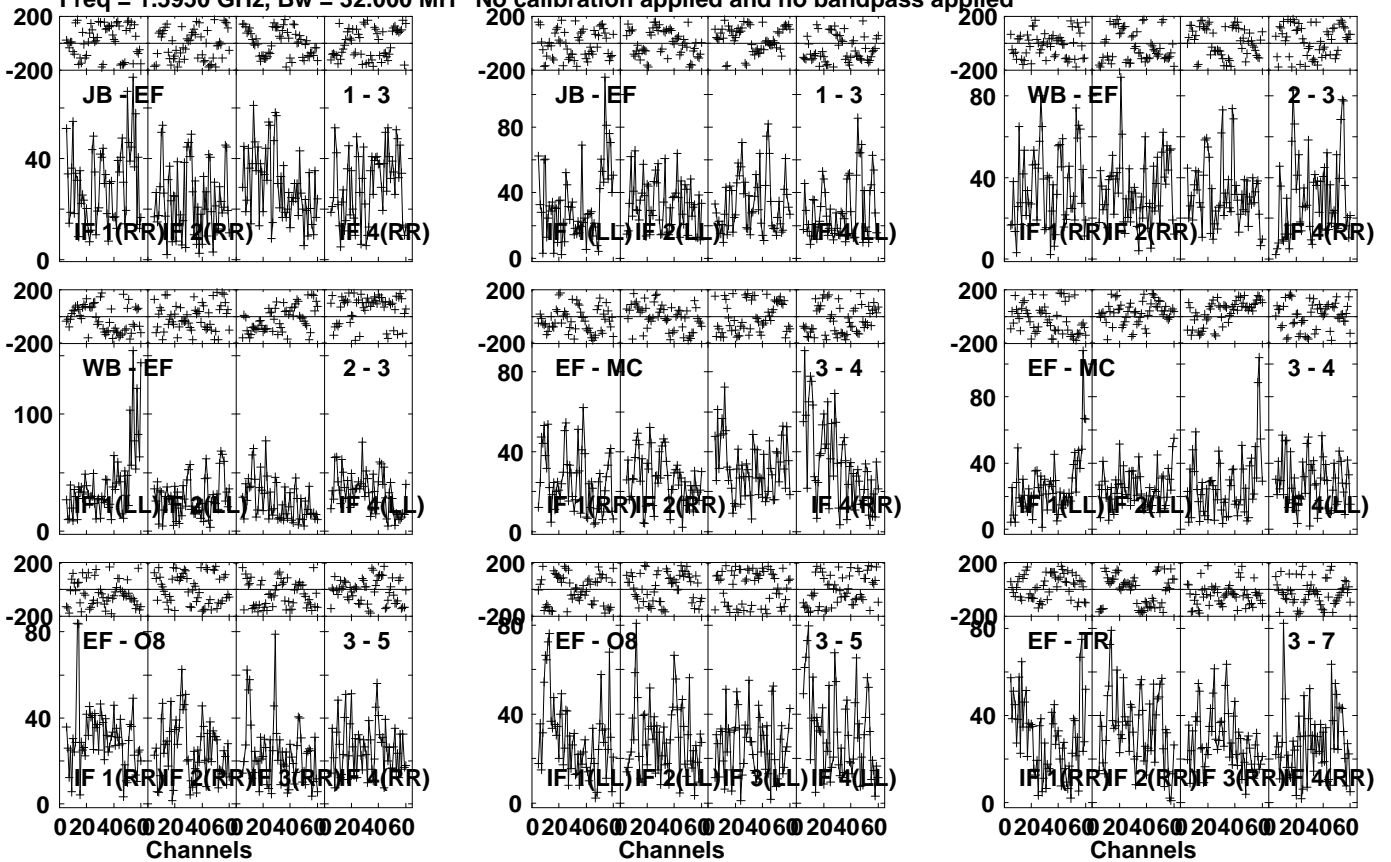 Freq = 1.5950 GHz, Bw = 32.000 MH No calibration applied and no bandpass applied
200
-200
JB - EF 1 - 3
40
0
IF 1(RR) IF 2(RR) IF 4(RR)
200
-200
JB - EF 1 - 3
80
40
0
IF 1(LL) IF 2(LL) IF 4(LL)
200
-200
WB - EF 2 - 3
80
40
0
IF 1(RR) IF 2(RR) IF 4(RR)
200
-200
WB - EF 2 - 3
100
0
IF 1(LL) IF 2(LL) IF 4(LL)
200
-200
EF - MC 3 - 4
80
40
0
IF 1(RR) IF 2(RR) IF 4(RR)
200
-200
EF - MC 3 - 4
80
40
0
IF 1(LL) IF 2(LL) IF 4(LL)
200
-200
80
EF - O8 3 - 5
40
0
IF 1(RR) IF 2(RR) IF 3(RR) IF 4(RR)
0 20 40 60 0 20 40 60 0 20 40 60 0 20 40 60
Channels
200
-200
80
EF - O8 3 - 5
40
0
IF 1(LL) IF 2(LL) IF 3(LL) IF 4(LL)
0 20 40 60 0 20 40 60 0 20 40 60 0 20 40 60
Channels
200
-200
80
EF - TR 3 - 7
40
0
IF 1(RR) IF 2(RR) IF 3(RR) IF 4(RR)
0 20 40 60 0 20 40 60 0 20 40 60 0 20 40 60
Channels